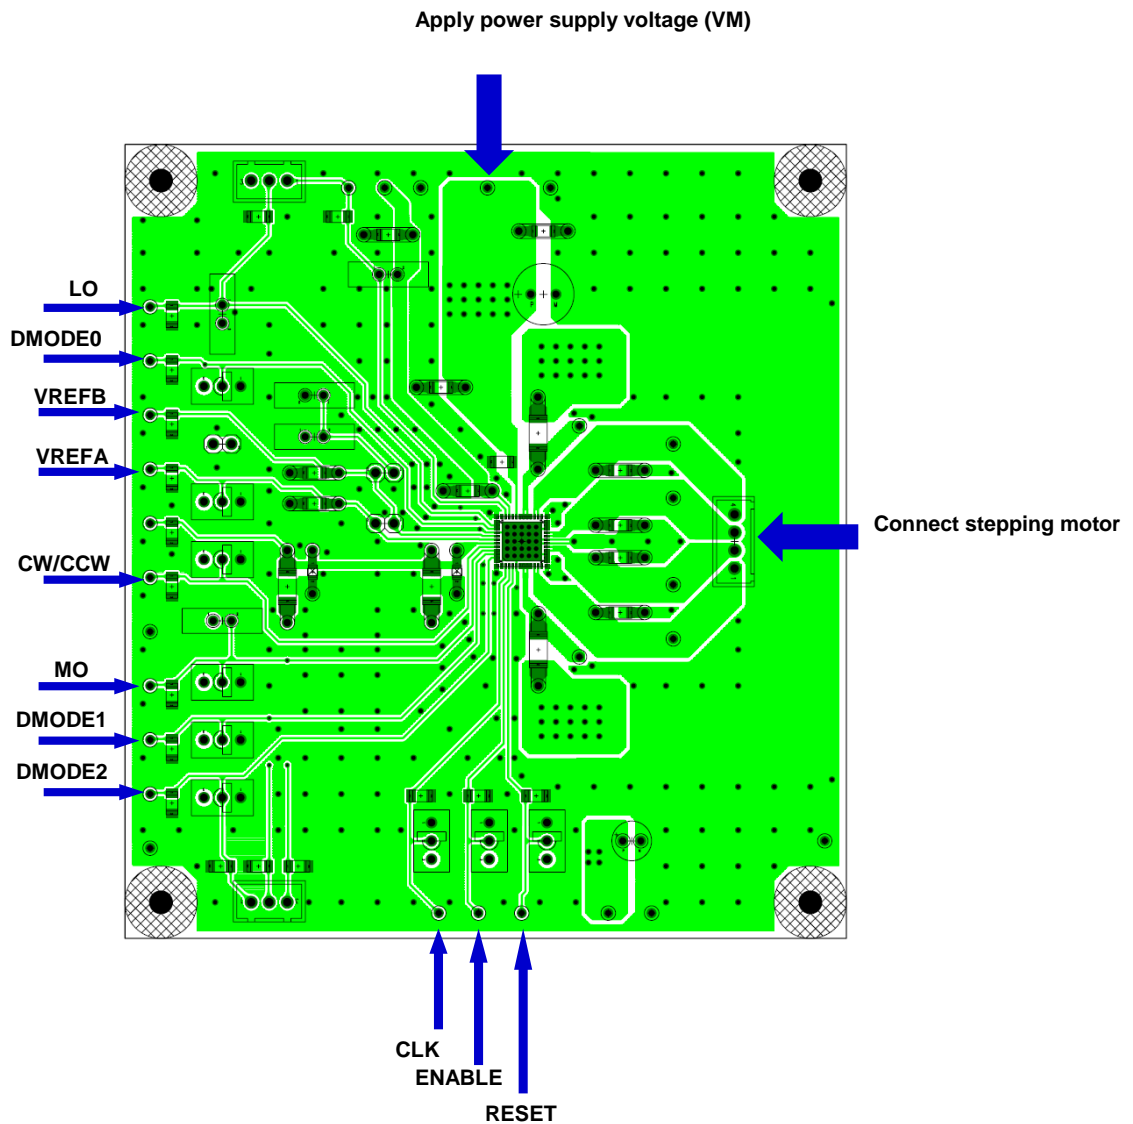 Apply power supply voltage (VM)
LO
DMODE0
VREFB
VREFA
Connect stepping motor
CW/CCW
MO
DMODE1
DMODE2
CLK
ENABLE
RESET